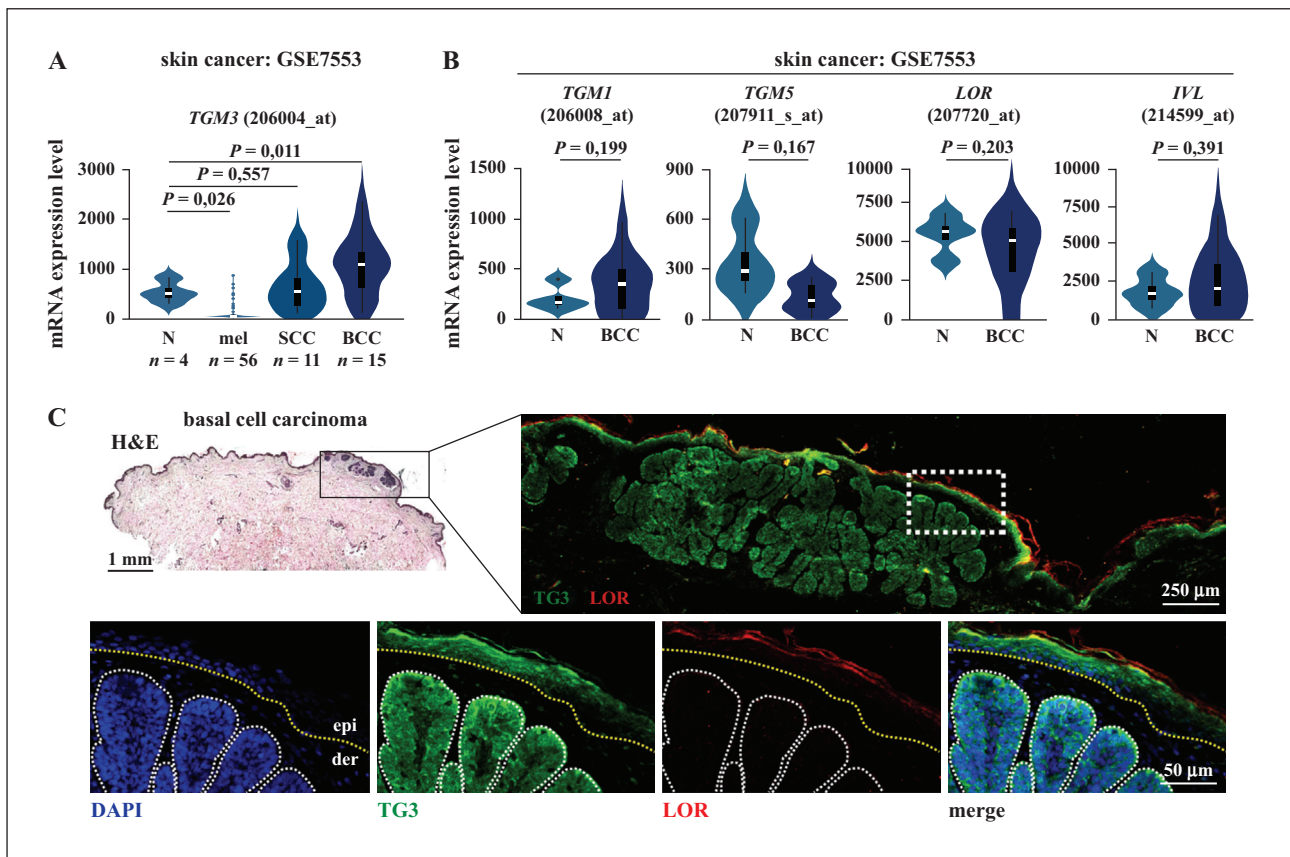 A
skin cancer: GSE7553
TGM3 (206004_at)
P = 0,011
P = 0,557
P = 0,026
mRNA expression level
3000
2000
1000
0
N
n = 4
mel
n = 56
SCC
n = 11
BCC
n = 15
B
skin cancer: GSE7553
TGM1
(206008_at)
P = 0,199
mRNA expression level
1500
1000
500
0
N
BCC
TGM5
(207911_s_at)
P = 0,167
900
600
300
0
N
BCC
LOR
(207720_at)
P = 0,203
10000
7500
5000
2500
0
N
BCC
IVL
(214599_at)
P = 0,391
10000
7500
5000
2500
0
N
BCC
C
basal cell carcinoma
H&E
1 mm
TG3 LOR
250 µm
epi
der
50 µm
DAPI
TG3
LOR
merge